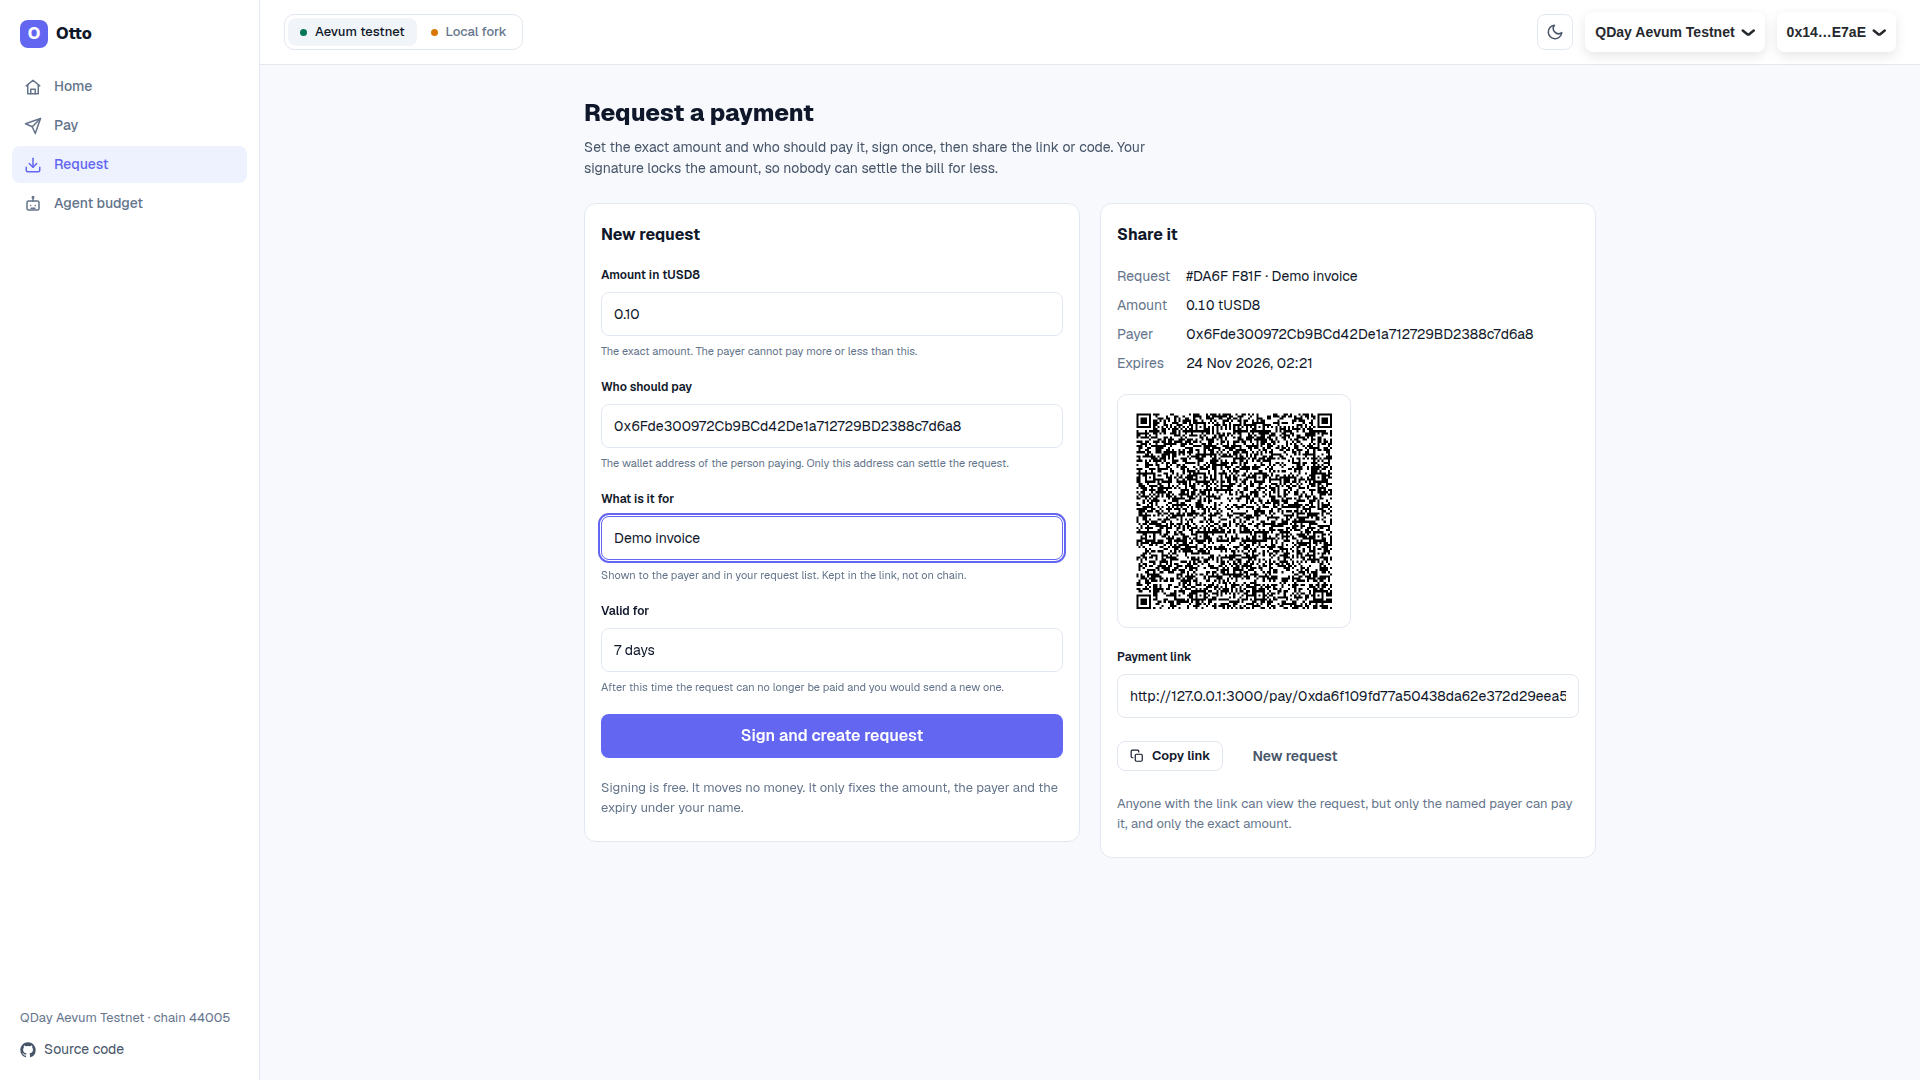 O Otto
Home
Pay
Request
Agent budget
QDay Aevum Testnet · chain 44005
Source code
Aevum testnet
Local fork
QDay Aevum Testnet
0x14...E7aE
Request a payment
Set the exact amount and who should pay it, sign once, then share the link or code. Your
signature locks the amount, so nobody can settle the bill for less.
New request
Amount in tUSD8
0.10
The exact amount. The payer cannot pay more or less than this.
Who should pay
0x6Fde300972Cb9BCd42De1a712729BD2388c7d6a8
The wallet address of the person paying. Only this address can settle the request.
What is it for
Demo invoice
Shown to the payer and in your request list. Kept in the link, not on chain.
Valid for
7 days
After this time the request can no longer be paid and you would send a new one.
Sign and create request
Signing is free. It moves no money. It only fixes the amount, the payer and the
expiry under your name.
Share it
Request #DA6F F81F · Demo invoice
Amount 0.10 tUSD8
Payer 0x6Fde300972Cb9BCd42De1a712729BD2388c7d6a8
Expires 24 Nov 2026, 02:21
Payment link
http://127.0.0.1:3000/pay/0xda6f109fd77a50438da62e372d29eea5
Copy link
New request
Anyone with the link can view the request, but only the named payer can pay
it, and only the exact amount.